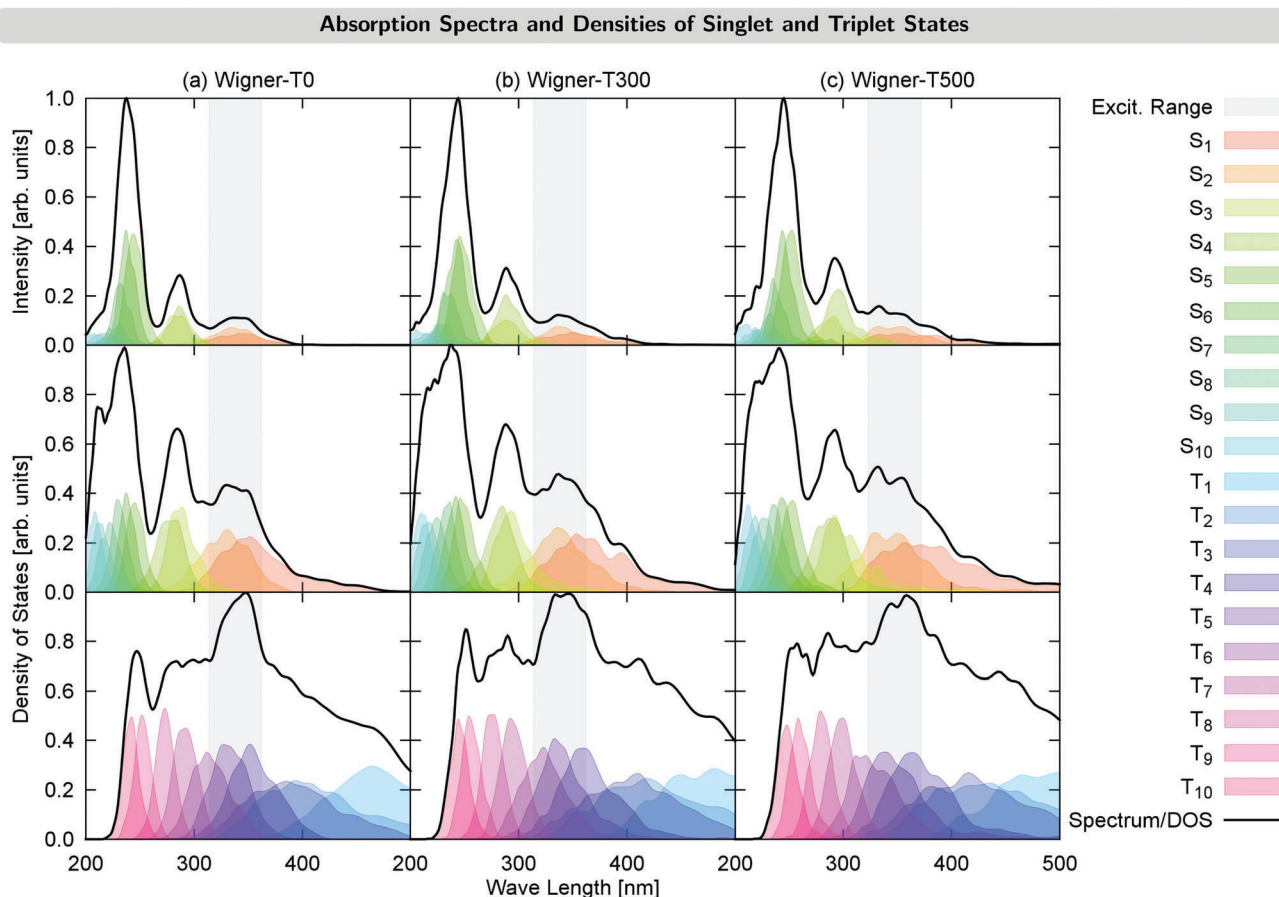 Absorption Spectra and Densities of Singlet and Triplet States
(a) Wigner-T0
(b) Wigner-T300
(c) Wigner-T500
Intensity [arb. units]
1.0
0.8
0.6
0.4
0.2
0.0
Density of States [arb. units]
0.8
0.6
0.4
0.2
0.0
0.8
0.6
0.4
0.2
0.0
200 300 400 200 300 400 200 300 400 500
Wave Length [nm]
Excit. Range
S1
S2
S3
S4
S5
S6
S7
S8
S9
S10
T1
T2
T3
T4
T5
T6
T7
T8
T9
T10
Spectrum/DOS